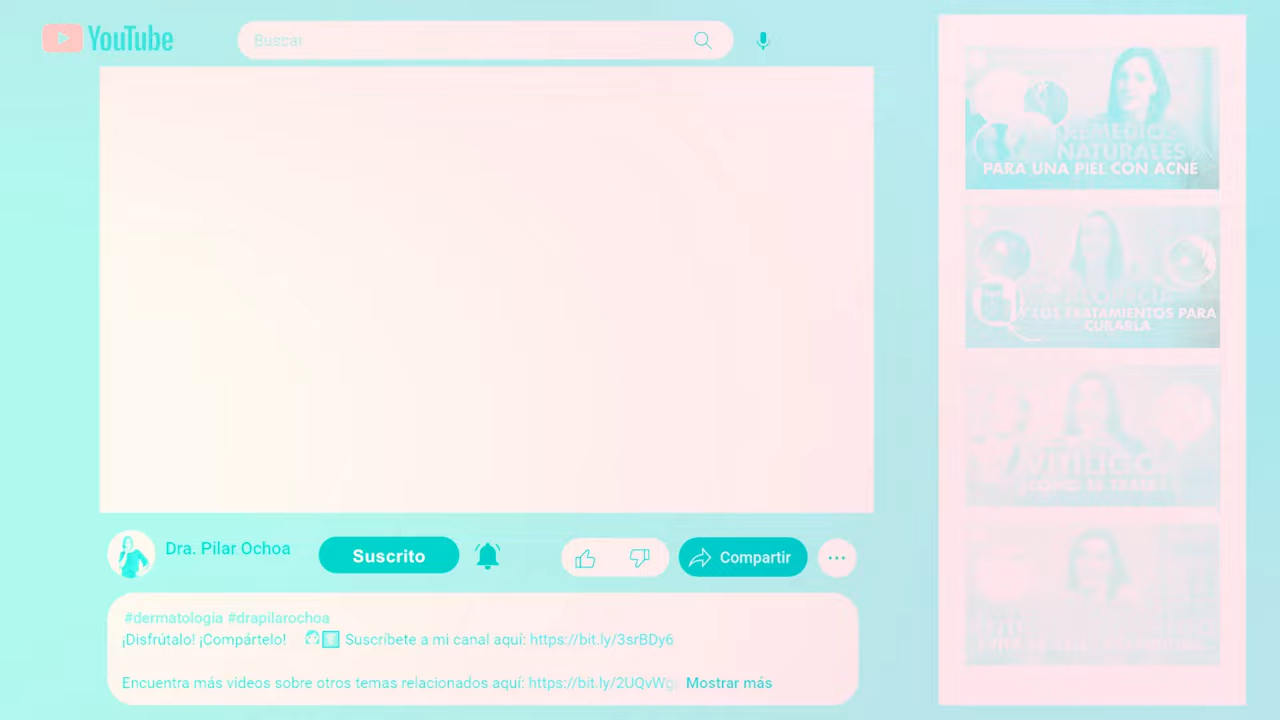 YouTube
Buscar
REMEDIOS
NATURALES
PARA UNA PIEL CON ACNE
Y LOS TRATAMIENTOS PARA
CURARLA
VITILIGO
Dra. Pilar Ochoa
Suscrito
Compartir
#dermatologia #drapilarochoa
¡Disfrútalo! ¡Compártelo! Suscríbete a mi canal aquí: https://bit.ly/3srBDy6
Encuentra más videos sobre otros temas relacionados aquí: https://bit.ly/2UQvWg Mostrar más